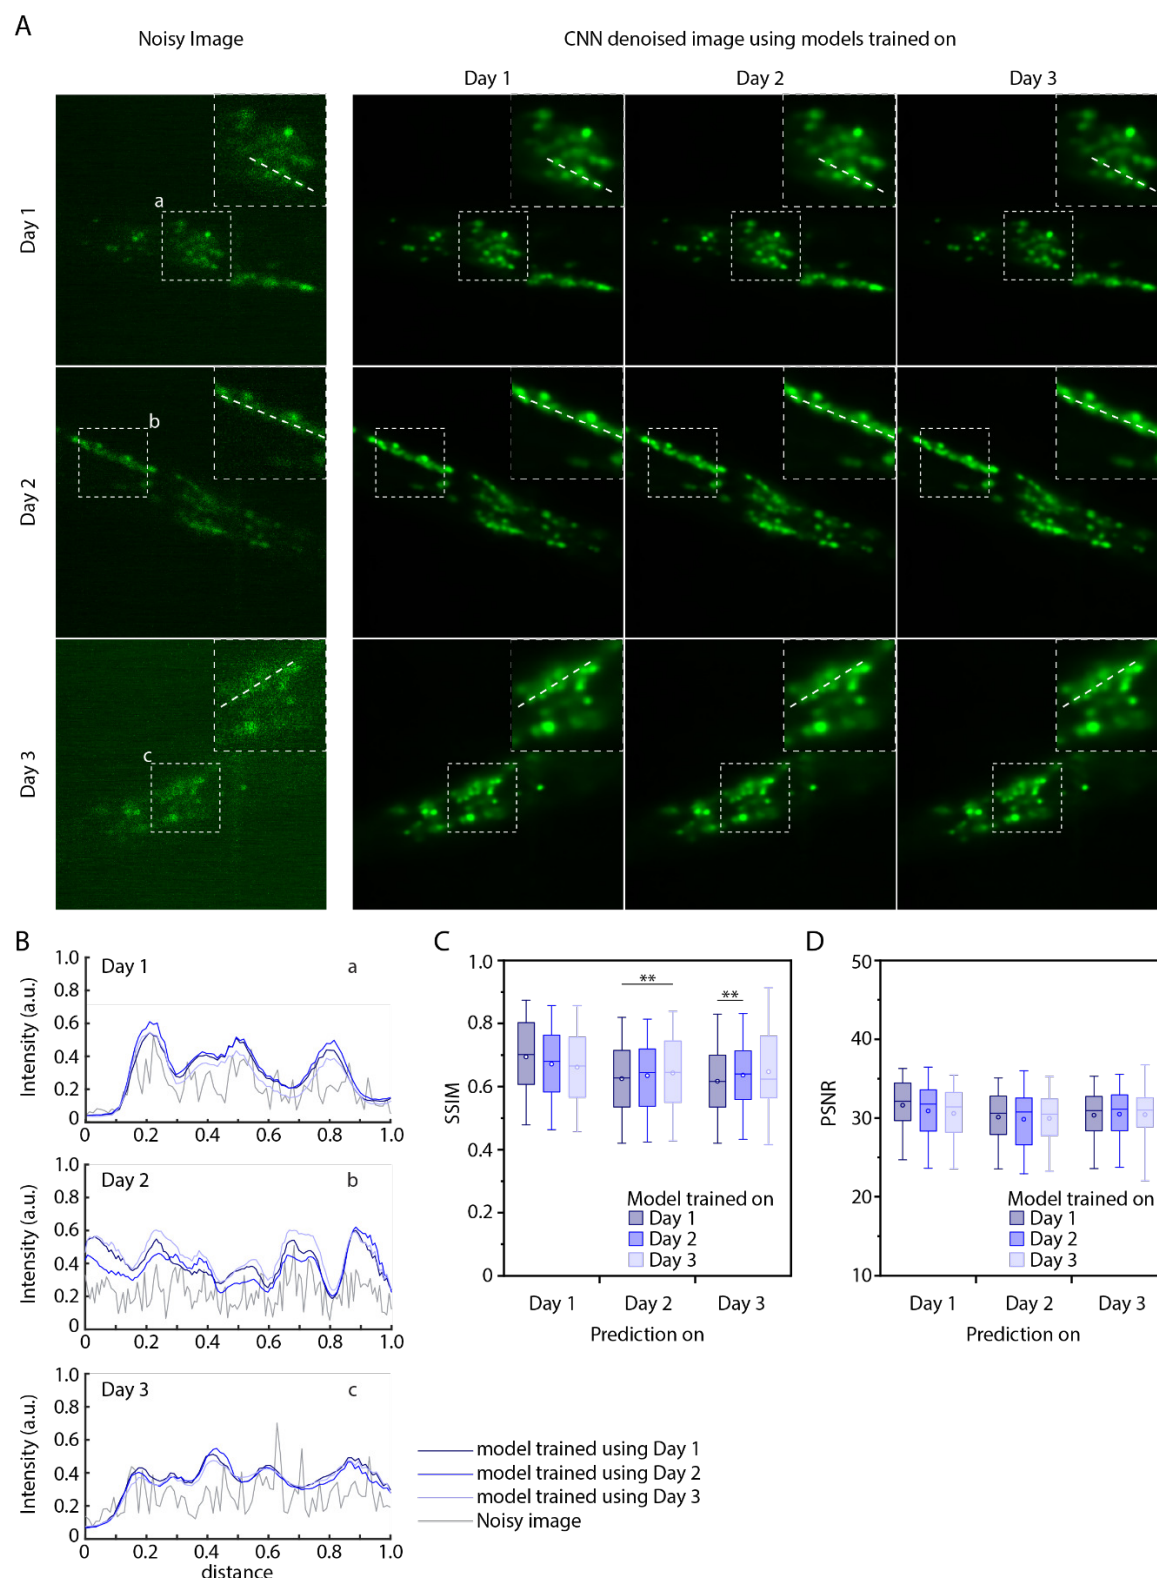 A
Noisy Image
CNN denoised image using models trained on
Day 1
Day 2
Day 3
Day 1
a
Day 2
b
Day 3
c
B
Day 1
a
Intensity (a.u.)
1.0
0.8
0.6
0.4
0.2
0
0
0.2
0.4
0.6
0.8
1.0
Day 2
b
Intensity (a.u.)
1.0
0.8
0.6
0.4
0.2
0
0
0.2
0.4
0.6
0.8
1.0
Day 3
c
Intensity (a.u.)
1.0
0.8
0.6
0.4
0.2
0
0
0.2
0.4
0.6
0.8
1.0
distance
model trained using Day 1
model trained using Day 2
model trained using Day 3
Noisy image
C
SSIM
1.0
0.8
0.6
0.4
0.2
0
**
**
Model trained on
Day 1
Day 2
Day 3
Day 1
Day 2
Day 3
Prediction on
D
PSNR
50
40
30
20
10
Model trained on
Day 1
Day 2
Day 3
Day 1
Day 2
Day 3
Prediction on